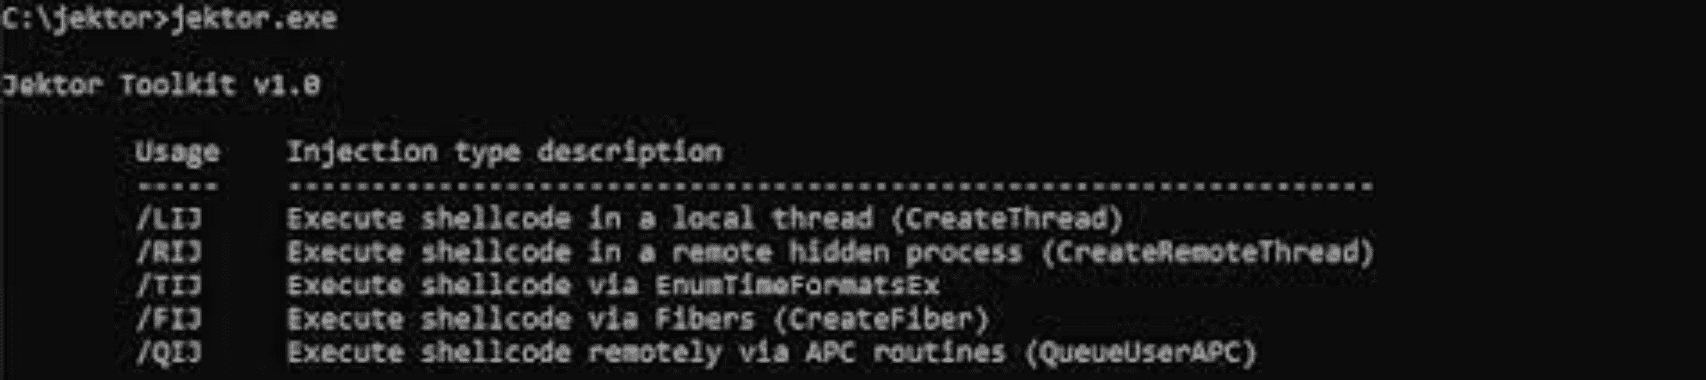 C:\jektor>jektor.exe
Jektor Toolkit v1.0
Usage Injection type description
----- -----------------------------------------------------------------
/LIJ Execute shellcode in a local thread (CreateThread)
/RIJ Execute shellcode in a remote hidden process (CreateRemoteThread)
/TIJ Execute shellcode via EnumTimeFormatsEx
/FIJ Execute shellcode via Fibers (CreateFiber)
/QIJ Execute shellcode remotely via APC routines (QueueUserAPC)